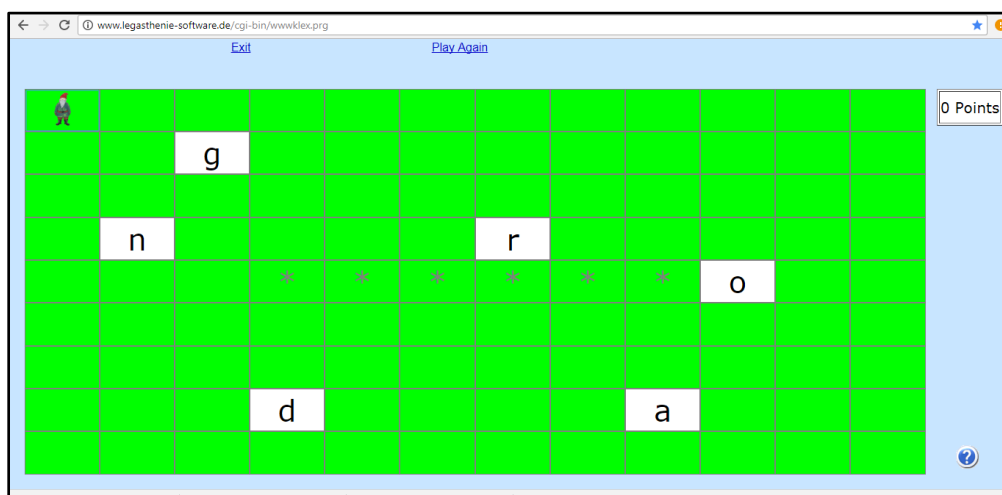 www.legasthenie-software.de/cgi-bin/wwwklex.prg
Exit Play Again
0 Points
g
n r
* * * * * * o
d a
?